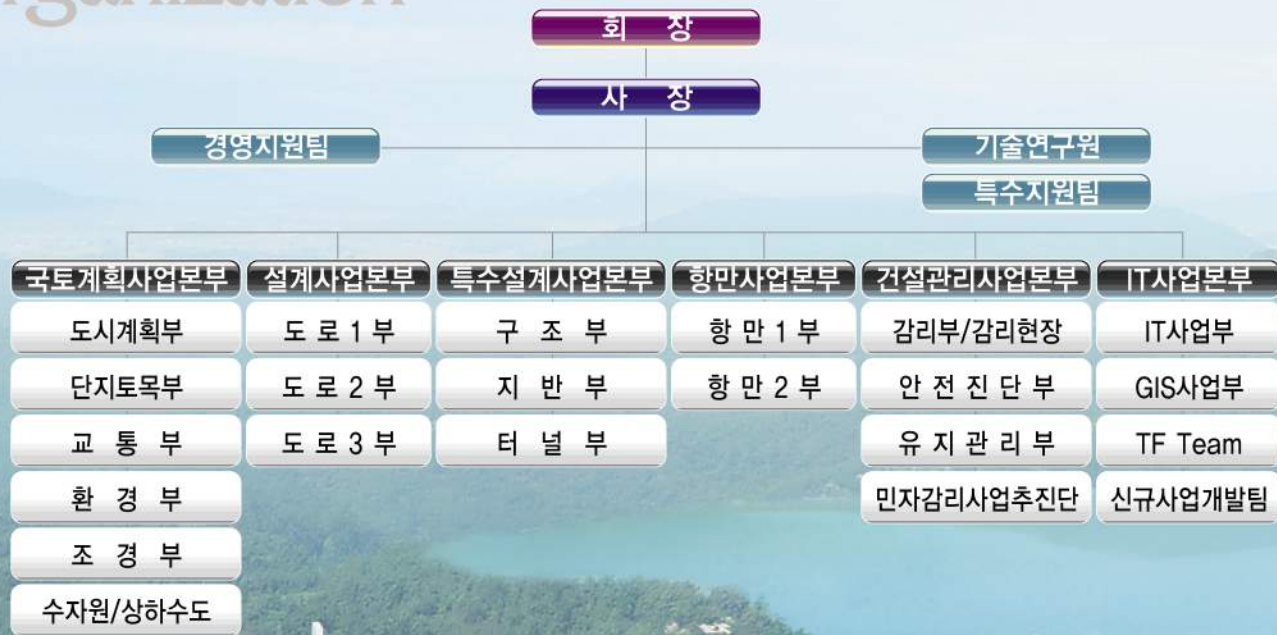 회 장
사 장
경영지원팀
기술연구원
특수지원팀
국토계획사업본부
도시계획부
단지토목부
교 통 부
환 경 부
조 경 부
수자원/상하수도
설계사업본부
도 로 1 부
도 로 2 부
도 로 3 부
특수설계사업본부
구 조 부
지 반 부
터 널 부
항만사업본부
항 만 1 부
항 만 2 부
건설관리사업본부
감리부/감리현장
안 전 진 단 부
유 지 관 리 부
민자감리사업추진단
IT사업본부
IT사업부
GIS사업부
TF Team
신규사업개발팀